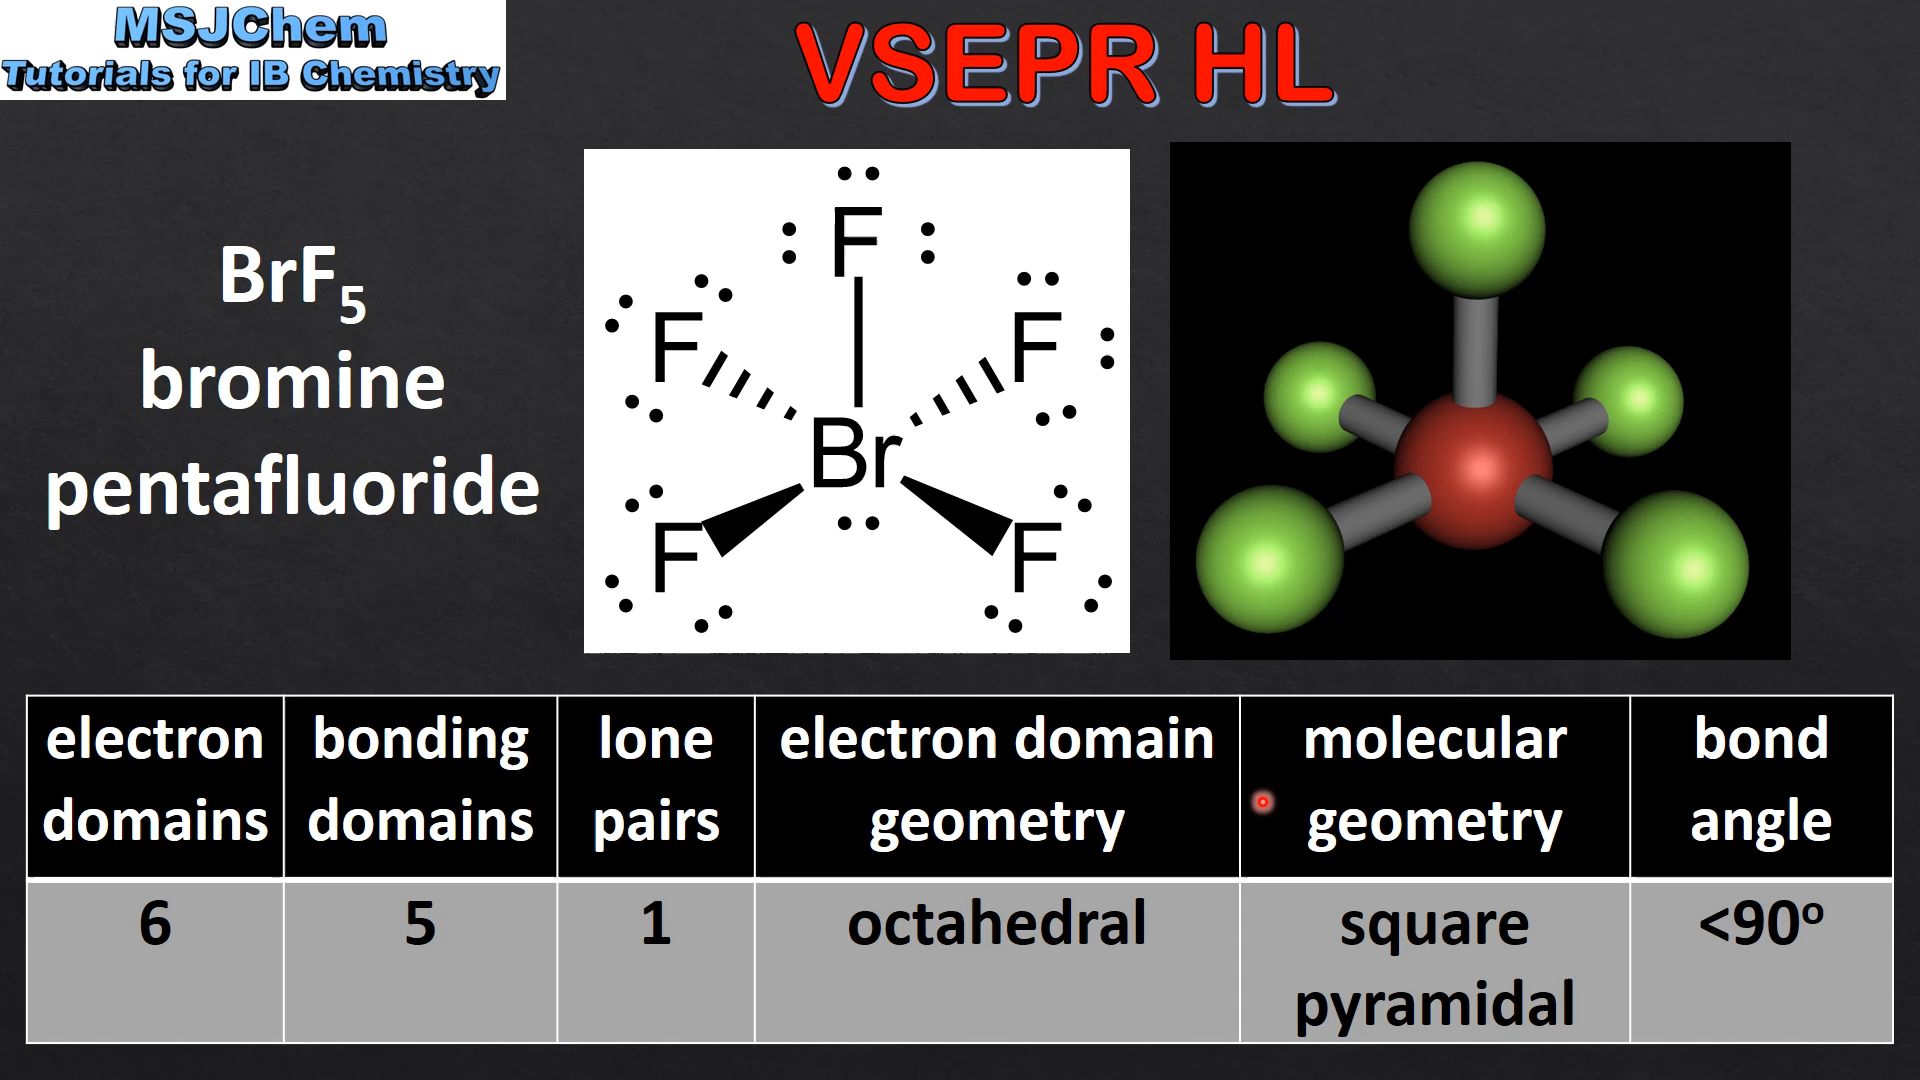 MSJChem
Tutorials for IB Chemistry
VSEPR HL
BrF₅
bromine
pentafluoride
F
F
F
Br
F
F
electron domains
bonding domains
lone pairs
electron domain geometry
molecular geometry
bond angle
6
5
1
octahedral
square pyramidal
<90º